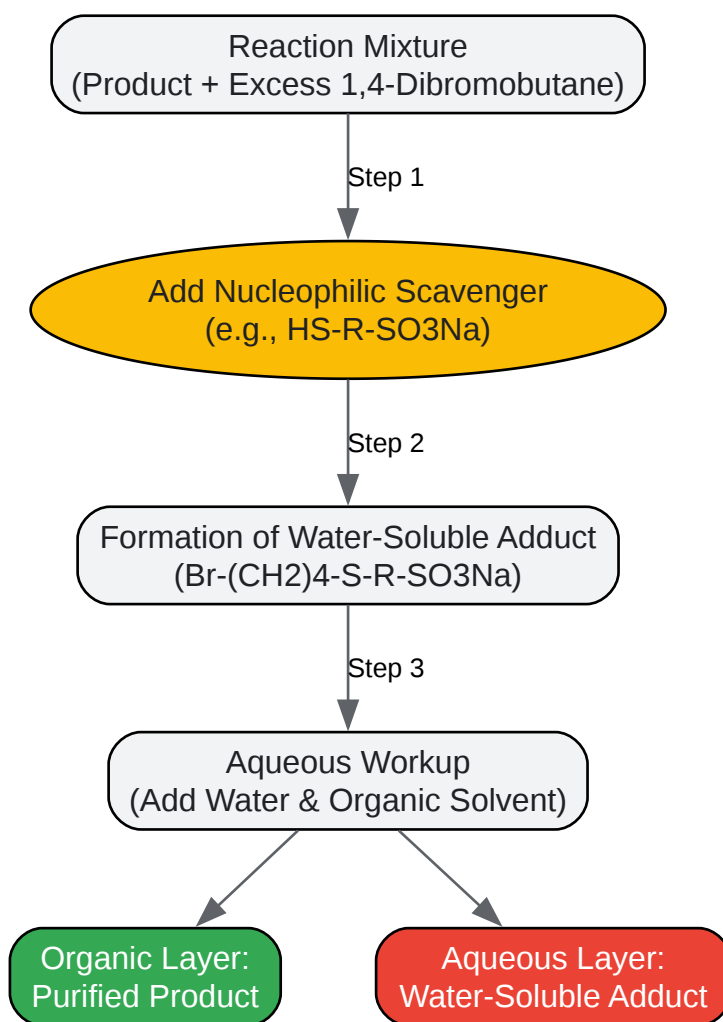 Reaction Mixture
(Product + Excess 1,4-Dibromobutane)
Step 1
Add Nucleophilic Scavenger
(e.g., HS-R-SO3Na)
Step 2
Formation of Water-Soluble Adduct
(Br-(CH2)4-S-R-SO3Na)
Step 3
Aqueous Workup
(Add Water & Organic Solvent)
Organic Layer:
Purified Product
Aqueous Layer:
Water-Soluble Adduct